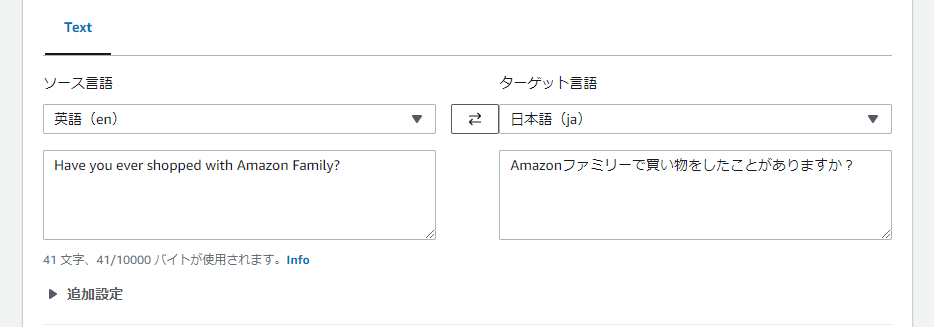 Text
ソース言語
ターゲット言語
英語（en）
日本語（ja）
Have you ever shopped with Amazon Family?
Amazonファミリーで買い物をしたことがありますか？
41 文字、41/10000 バイトが使用されます。Info
追加設定